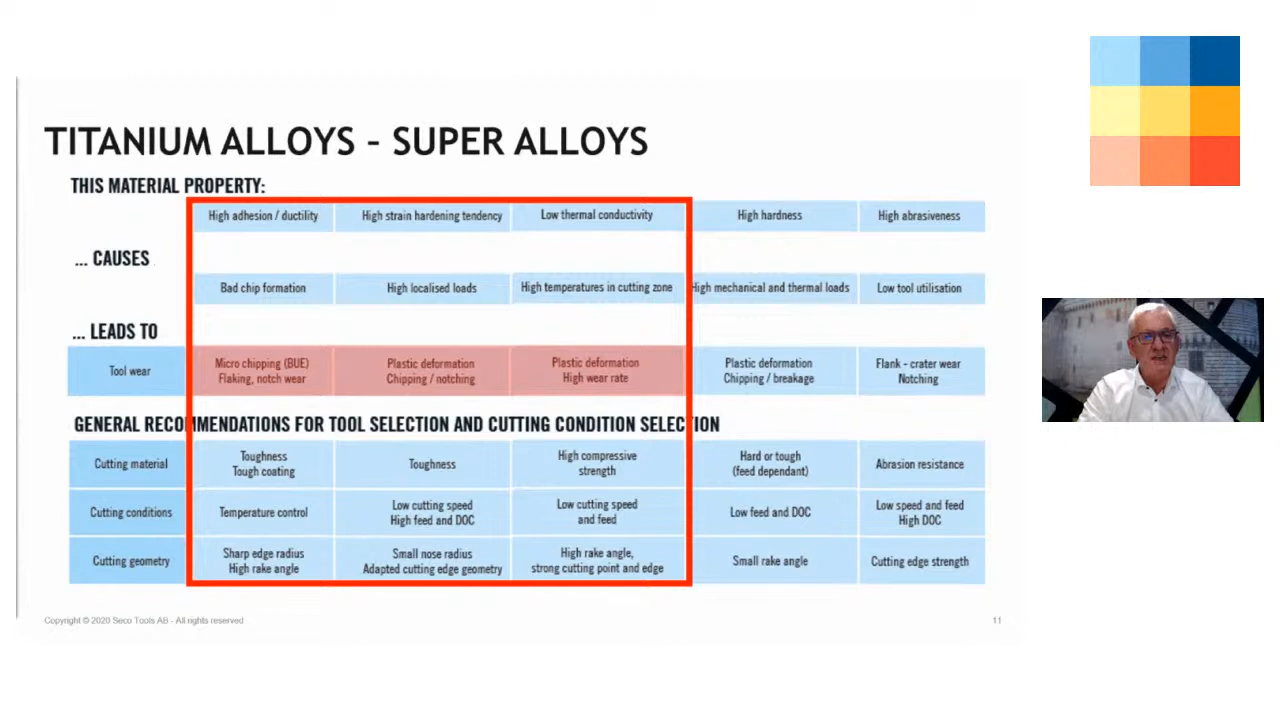 TITANIUM ALLOYS – SUPER ALLOYS
THIS MATERIAL PROPERTY:
High adhesion / ductility
High strain hardening tendency
Low thermal conductivity
High hardness
High abrasiveness
... CAUSES
Bad chip formation
High localised loads
High temperatures in cutting zone
High mechanical and thermal loads
Low tool utilisation
... LEADS TO
Tool wear
Micro chipping (BUE)
Flaking, notch wear
Plastic deformation
Chipping / notching
Plastic deformation
High wear rate
Plastic deformation
Chipping / breakage
Flank - crater wear
Notching
GENERAL RECOMMENDATIONS FOR TOOL SELECTION AND CUTTING CONDITION SELECTION
Cutting material
Toughness
Tough coating
Toughness
High compressive
strength
Hard or tough
(feed dependant)
Abrasion resistance
Cutting conditions
Temperature control
Low cutting speed
High feed and DOC
Low cutting speed
and feed
Low feed and DOC
Low speed and feed
High DOC
Cutting geometry
Sharp edge radius
High rake angle
Small nose radius
Adapted cutting edge geometry
High rake angle,
strong cutting point and edge
Small rake angle
Cutting edge strength
Copyright © 2020 Seco Tools AB - All rights reserved
11